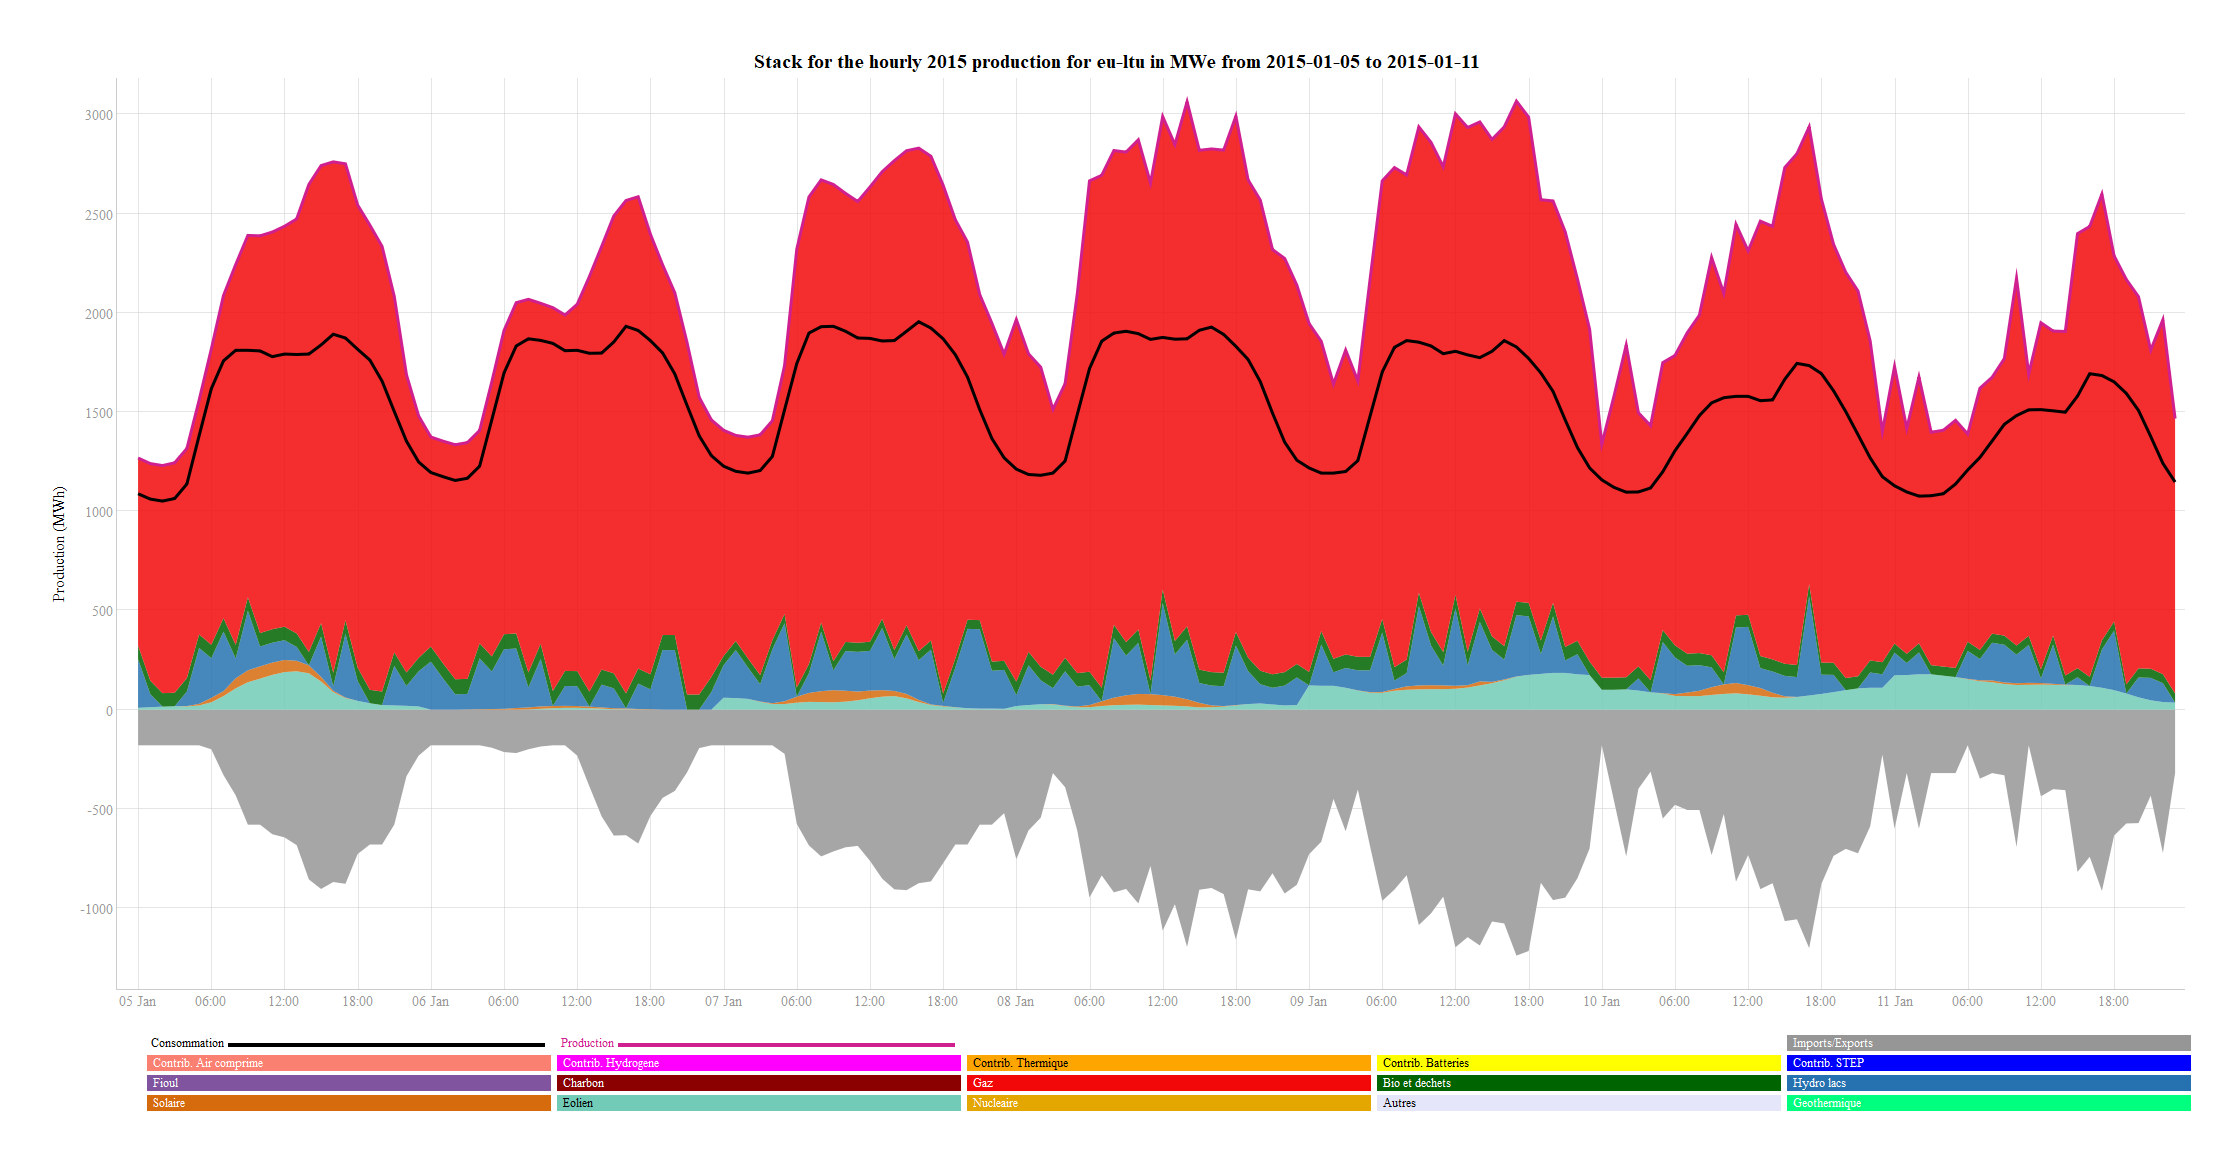 Stack for the hourly 2015 production for eu-ltu in MWe from 2015-01-05 to 2015-01-11
3000
2500
2000
1500
1000
500
0
-500
-1000
Production (MWh)
05 Jan 06:00 12:00 18:00 06 Jan 06:00 12:00 18:00 07 Jan 06:00 12:00 18:00 08 Jan 06:00 12:00 18:00 09 Jan 06:00 12:00 18:00 10 Jan 06:00 12:00 18:00 11 Jan 06:00 12:00 18:00
Consommation Production Imports/Exports
Contrib. Air comprime Contrib. Hydrogene Contrib. Thermique Contrib. Batteries Contrib. STEP
Fioul Charbon Gaz Bio et dechets Hydro lacs
Solaire Eolien Nucleaire Autres Geothermique